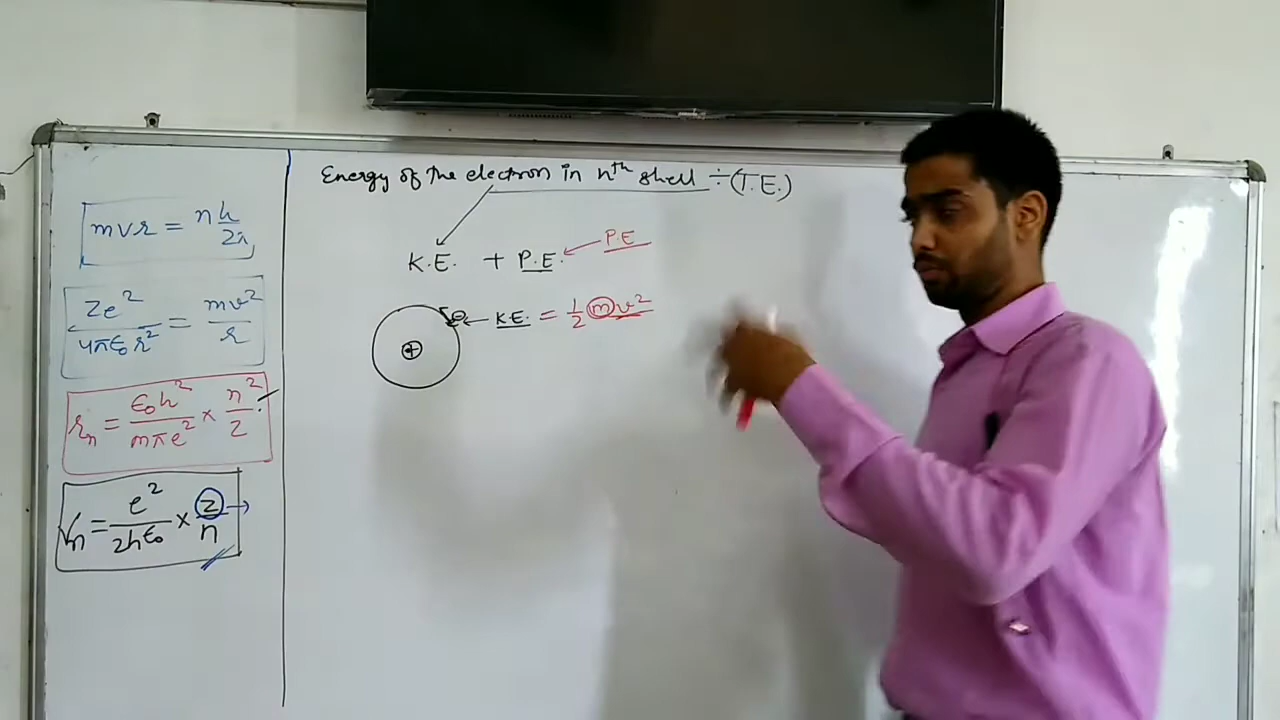 mvr = nh/2π
Ze²/4πϵ₀r² = mv²/r
rₙ = ϵ₀h²/mπe² × n²/Z
Vₙ = e²/2hϵ₀ × Z/n
Energy of the electron in nᵗʰ shell ÷ (T.E.)
K.E. + P.E. ← P.E
K.E. = 1/2 mv²
+